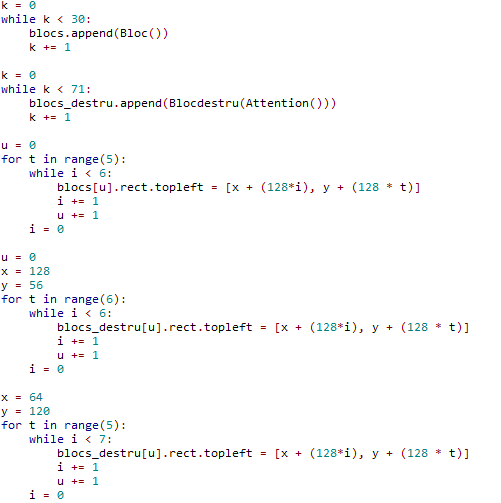 k = 0
while k < 30:
    blocs.append(Bloc())
    k += 1

k = 0
while k < 71:
    blocs_destru.append(Blocdestru(Attention()))
    k += 1

u = 0
for t in range(5):
    while i < 6:
        blocs[u].rect.topleft = [x + (128*i), y + (128 * t)]
        i += 1
        u += 1
    i = 0

u = 0
x = 128
y = 56
for t in range(6):
    while i < 6:
        blocs_destru[u].rect.topleft = [x + (128*i), y + (128 * t)]
        i += 1
        u += 1
    i = 0

x = 64
y = 120
for t in range(5):
    while i < 7:
        blocs_destru[u].rect.topleft = [x + (128*i), y + (128 * t)]
        i += 1
        u += 1
    i = 0